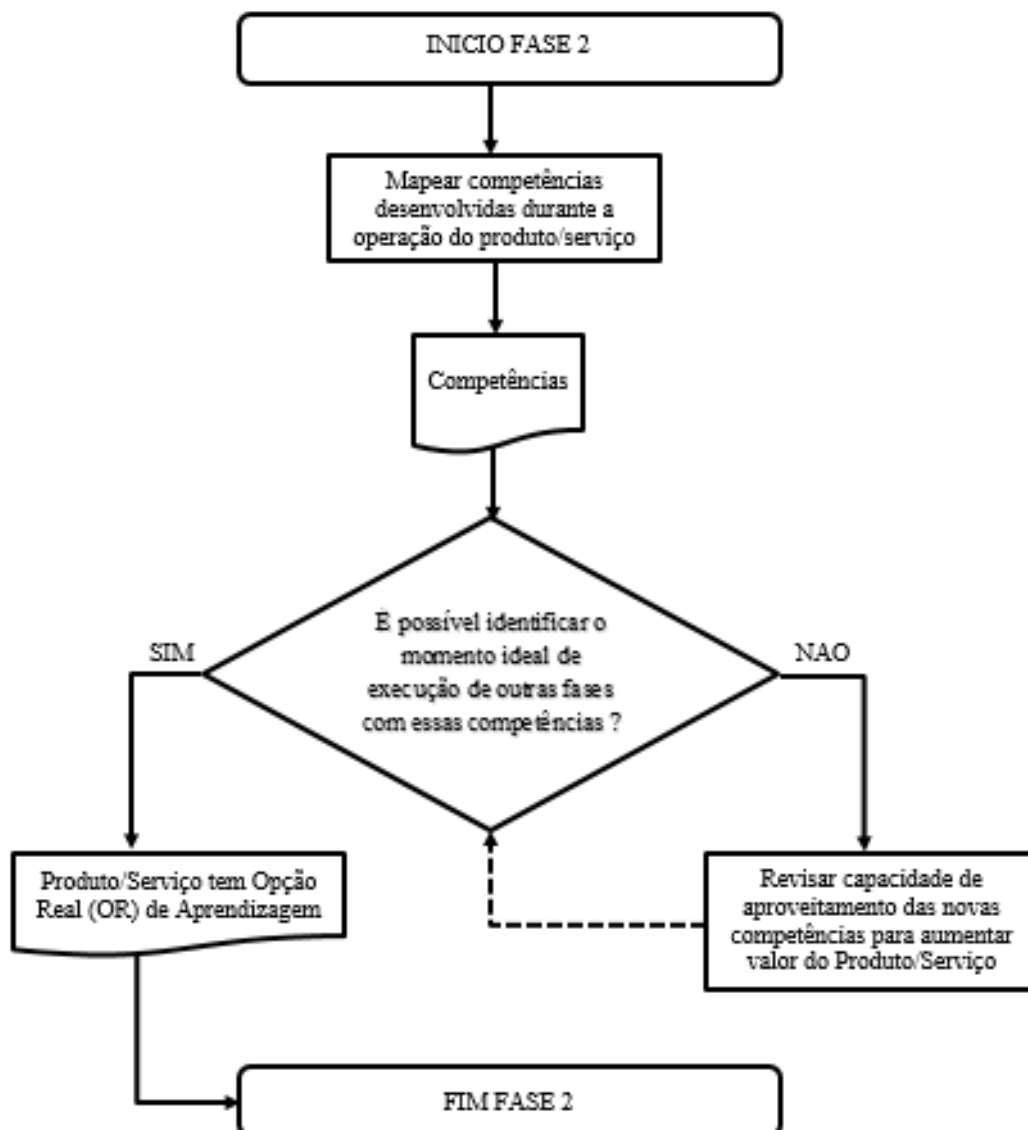 INICIO FASE 2
Mapear competências
desenvolvidas durante a
operação do produto/serviço
Competências
É possível identificar o
momento ideal de
execução de outras fases
com essas competências ?
SIM
NAO
Produto/Serviço tem Opção
Real (OR) de Aprendizagem
Revisar capacidade de
aproveitamento das novas
competências para aumentar
valor do Produto/Serviço
FIM FASE 2